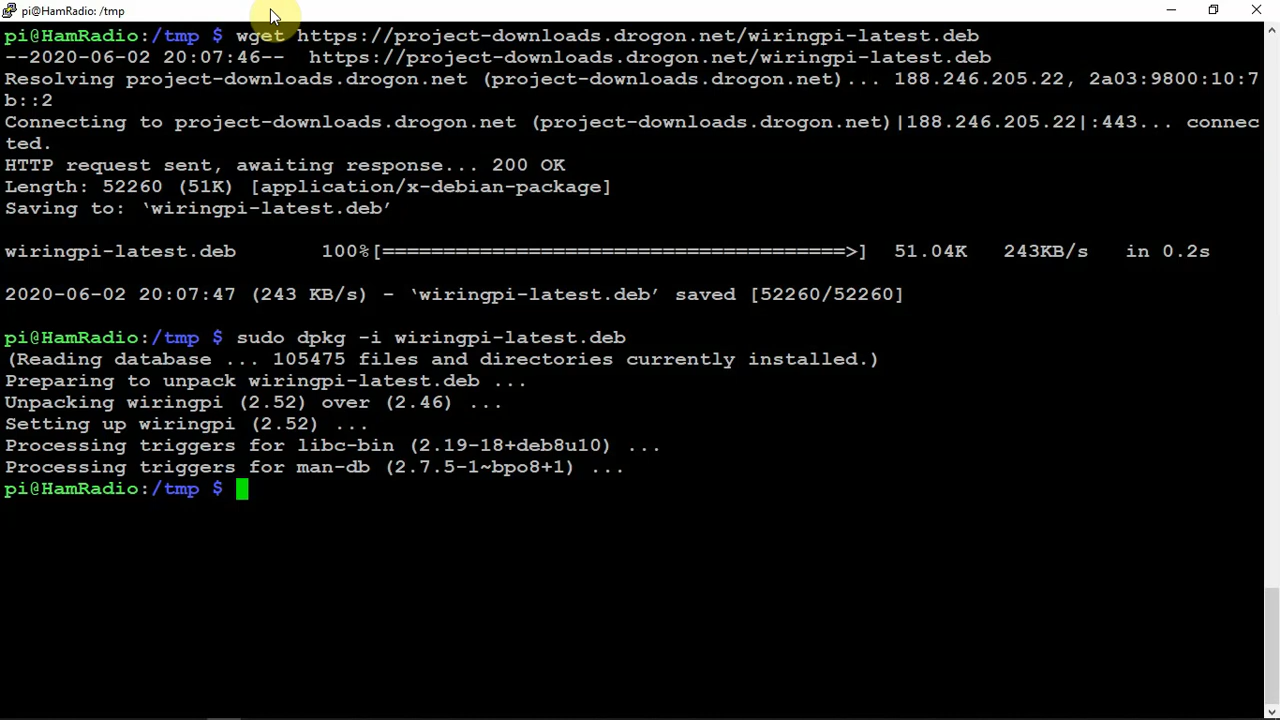 pi@HamRadio: /tmp
pi@HamRadio:/tmp $ wget https://project-downloads.drogon.net/wiringpi-latest.deb
--2020-06-02 20:07:46--  https://project-downloads.drogon.net/wiringpi-latest.deb
Resolving project-downloads.drogon.net (project-downloads.drogon.net)... 188.246.205.22, 2a03:9800:10:7
b::2
Connecting to project-downloads.drogon.net (project-downloads.drogon.net)|188.246.205.22|:443... connec
ted.
HTTP request sent, awaiting response... 200 OK
Length: 52260 (51K) [application/x-debian-package]
Saving to: ‘wiringpi-latest.deb’
wiringpi-latest.deb       100%[======================================>]  51.04K   243KB/s   in 0.2s
2020-06-02 20:07:47 (243 KB/s) - ‘wiringpi-latest.deb’ saved [52260/52260]
pi@HamRadio:/tmp $ sudo dpkg -i wiringpi-latest.deb
(Reading database ... 105475 files and directories currently installed.)
Preparing to unpack wiringpi-latest.deb ...
Unpacking wiringpi (2.52) over (2.46) ...
Setting up wiringpi (2.52) ...
Processing triggers for libc-bin (2.19-18+deb8u10) ...
Processing triggers for man-db (2.7.5-1~bpo8+1) ...
pi@HamRadio:/tmp $